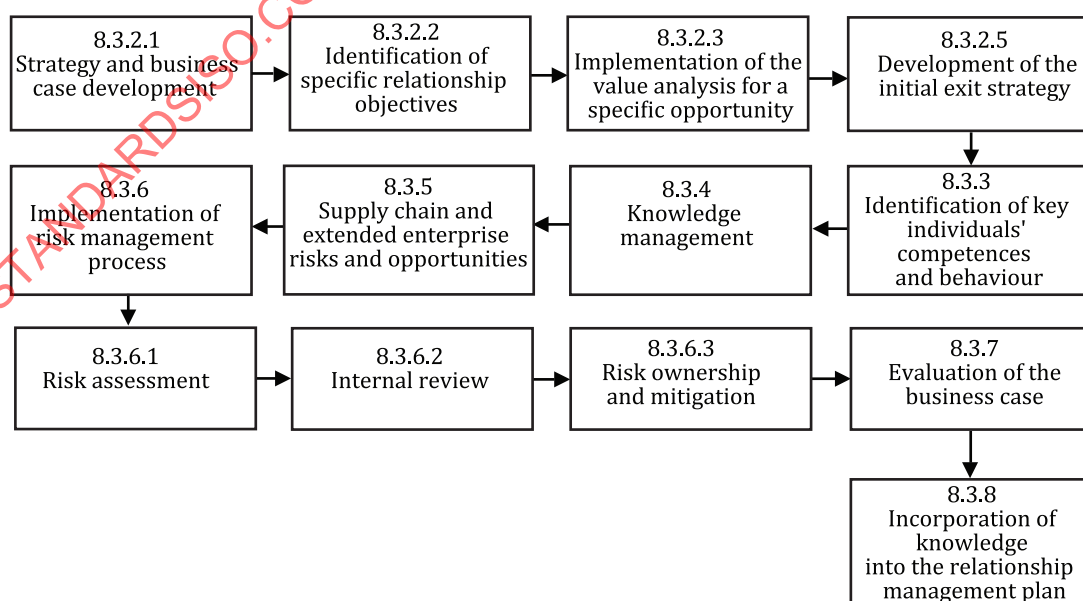 8.3.2.1
Strategy and business
case development
8.3.2.2
Identification of
specific relationship
objectives
8.3.2.3
Implementation of the
value analysis for a
specific opportunity
8.3.2.5
Development of the
initial exit strategy
8.3.3
Identification of key
individuals'
competences
and behaviour
8.3.4
Knowledge
management
8.3.5
Supply chain and
extended enterprise
risks and opportunities
8.3.6
Implementation of
risk management
process
8.3.6.1
Risk assessment
8.3.6.2
Internal review
8.3.6.3
Risk ownership
and mitigation
8.3.7
Evaluation of the
business case
8.3.8
Incorporation of
knowledge
into the relationship
management plan
STANDARDSISO.CO